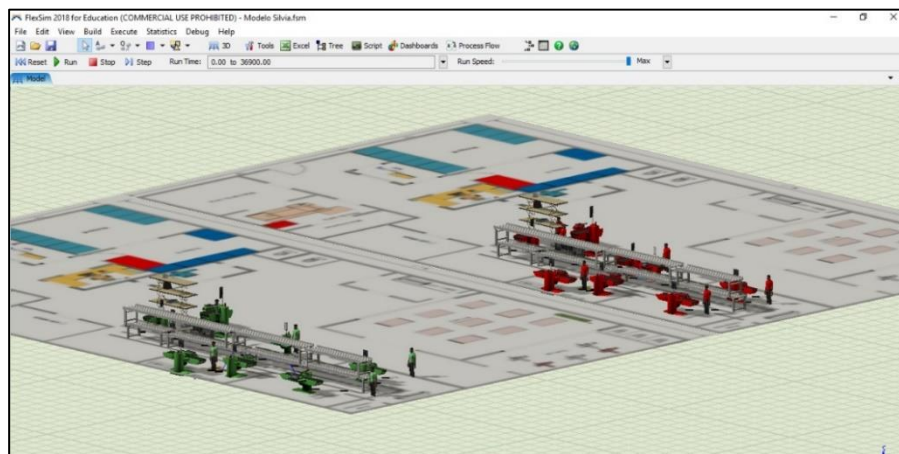 FlexSim 2018 for Education (COMMERCIAL USE PROHIBITED) - Modelo Silvia.fsm
File Edit View Build Execute Statistics Debug Help
3D Tools Excel Tree Script Dashboards Process Flow
Reset Run Stop Step Run Time: 0.00 to 36900.00 Run Speed: Max
Model